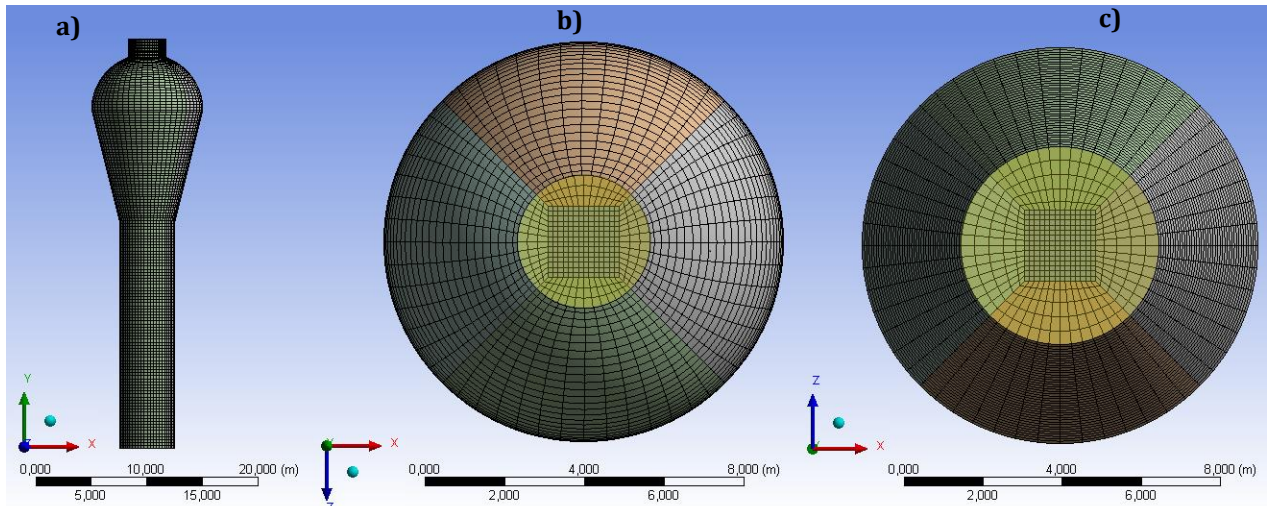 a)
b)
c)
Y
Z
X
0,000
10,000
20,000 (m)
5,000
15,000
Y
X
Z
0,000
4,000
8,000 (m)
2,000
6,000
Z
Y
X
0,000
4,000
8,000 (m)
2,000
6,000